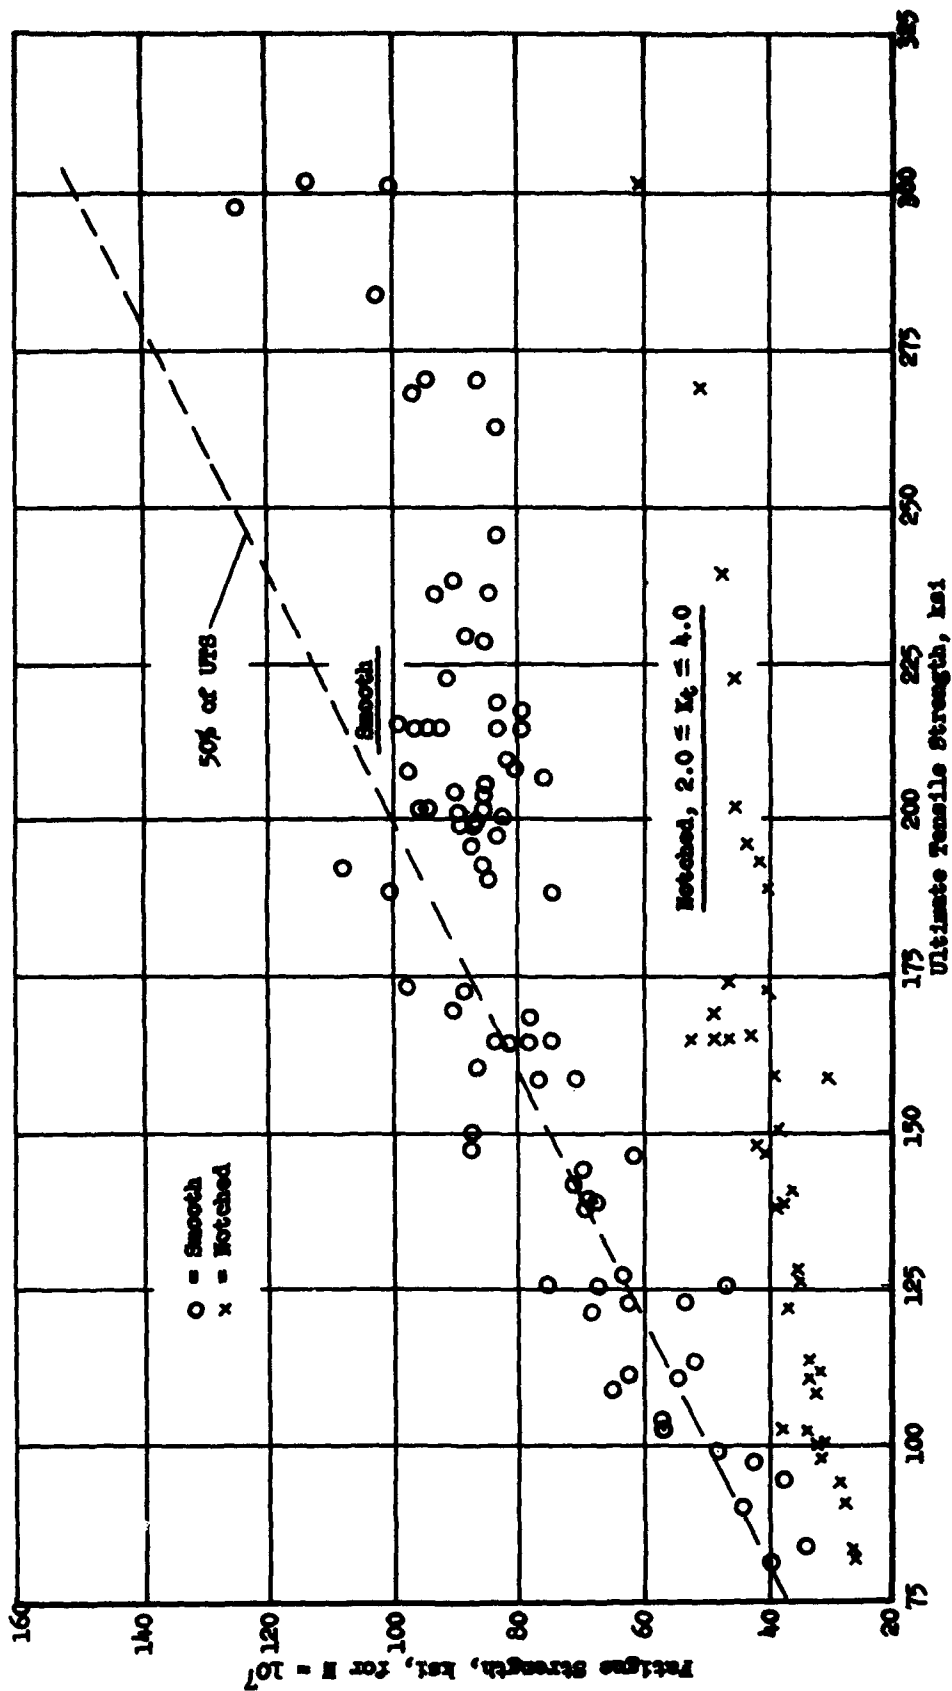 160
140
120
100
80
60
40
20
Fatigue Strength, ksi, for N = 10⁷
O = Smooth
x = Notched
50% of UTS
Smooth
Notched, 2.0 ≤ Kt ≤ 4.0
75
100
125
150
175
200
225
250
275
300
325
Ultimate Tensile Strength, ksi